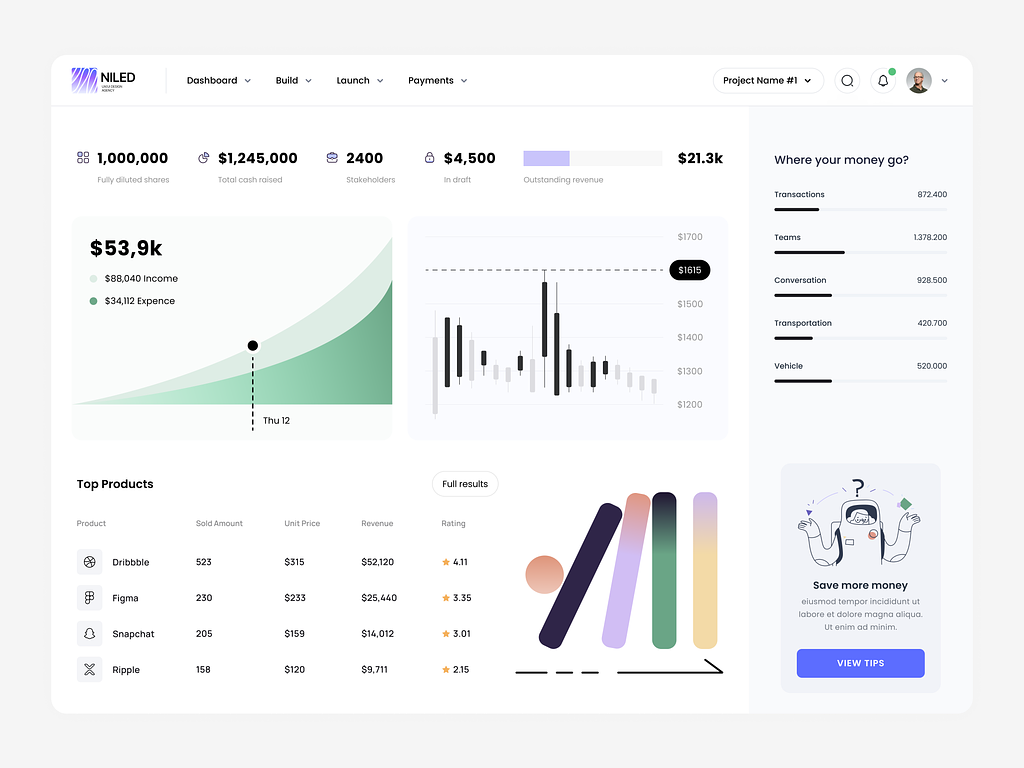 NILED
UX/UI DESIGN
AGENCY
Dashboard
Build
Launch
Payments
Project Name #1
1,000,000
Fully diluted shares
$1,245,000
Total cash raised
2400
Stakeholders
$4,500
In draft
$21.3k
Outstanding revenue
$53,9k
$88,040 Income
$34,112 Expence
Thu 12
$1700
$1615
$1500
$1400
$1300
$1200
Where your money go?
Transactions 872.400
Teams 1.378.200
Conversation 928.500
Transportation 420.700
Vehicle 520.000
Top Products
Full results
Product Sold Amount Unit Price Revenue Rating
Dribbble 523 $315 $52,120 4.11
Figma 230 $233 $25,440 3.35
Snapchat 205 $159 $14,012 3.01
Ripple 158 $120 $9,711 2.15
?
Save more money
eiusmod tempor incididunt ut
labore et dolore magna aliqua.
Ut enim ad minim.
VIEW TIPS